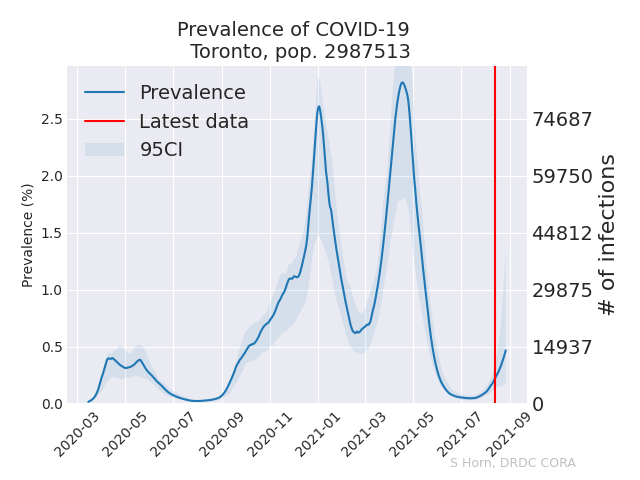 Prevalence of COVID-19
Toronto, pop. 2987513
Prevalence
Latest data
95CI
Prevalence (%)
2.5
2.0
1.5
1.0
0.5
0.0
74687
59750
44812
29875
14937
0
# of infections
2020-03
2020-05
2020-07
2020-09
2020-11
2021-01
2021-03
2021-05
2021-07
2021-09
S Horn, DRDC CORA